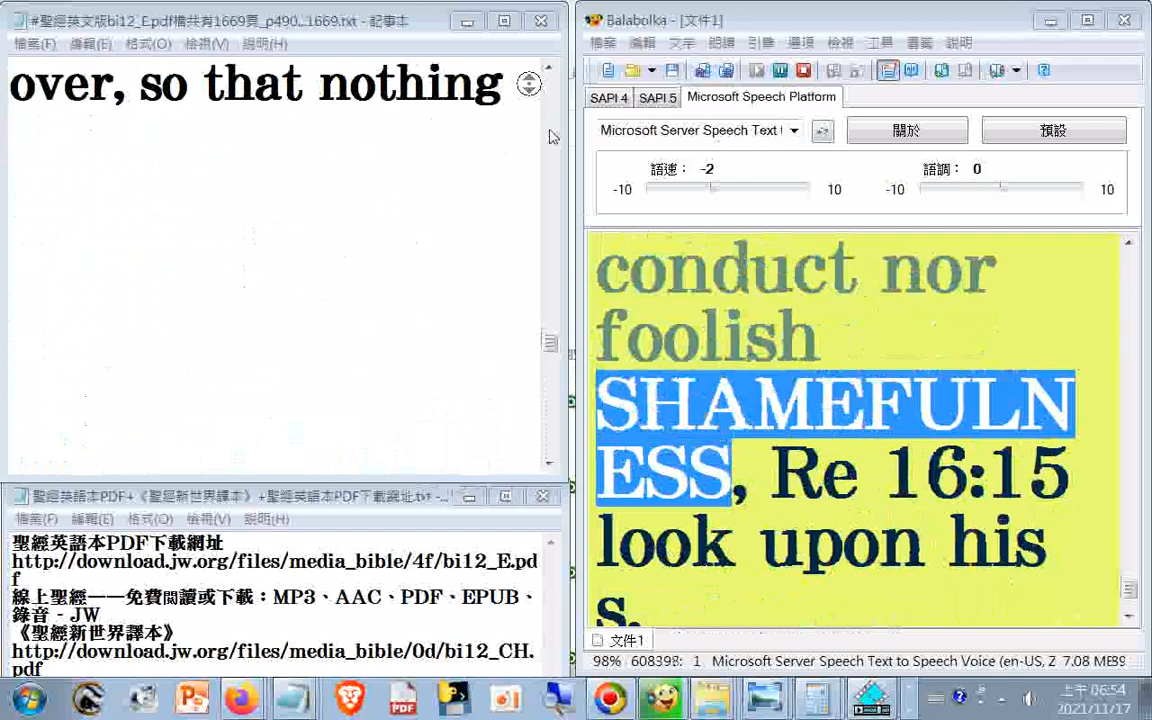 #聖經英文版bi12_E.pdf檔共有1669頁_p490...1669.txt - 記事本
檔案(F) 編輯(E) 格式(O) 檢視(V) 說明(H)
over, so that nothing
聖經英語本PDF+《聖經新世界譯本》+聖經英語本PDF下載網址.txt - ...
檔案(F) 編輯(E) 格式(O) 檢視(V) 說明(H)
聖經英語本PDF下載網址
http://download.jw.org/files/media_bible/4f/bi12_E.pd
f
線上聖經——免費閱讀或下載：MP3、AAC、PDF、EPUB、
錄音 - JW
《聖經新世界譯本》
http://download.jw.org/files/media_bible/0d/bi12_CH.
pdf
Balabolka - [文件1]
檔案 編輯 文字 朗讀 引擎 選項 檢視 工具 書籤 說明
SAPI 4 SAPI 5 Microsoft Speech Platform
Microsoft Server Speech Text 關於 預設
語速： -2 語調： 0
-10 10 -10 10
conduct nor
foolish
SHAMEFULN
ESS, Re 16:15
look upon his
s.
文件1
98% 1 Microsoft Server Speech Text to Speech Voice (en-US, Z 7.08 MB
上午 06:54
2021/11/17